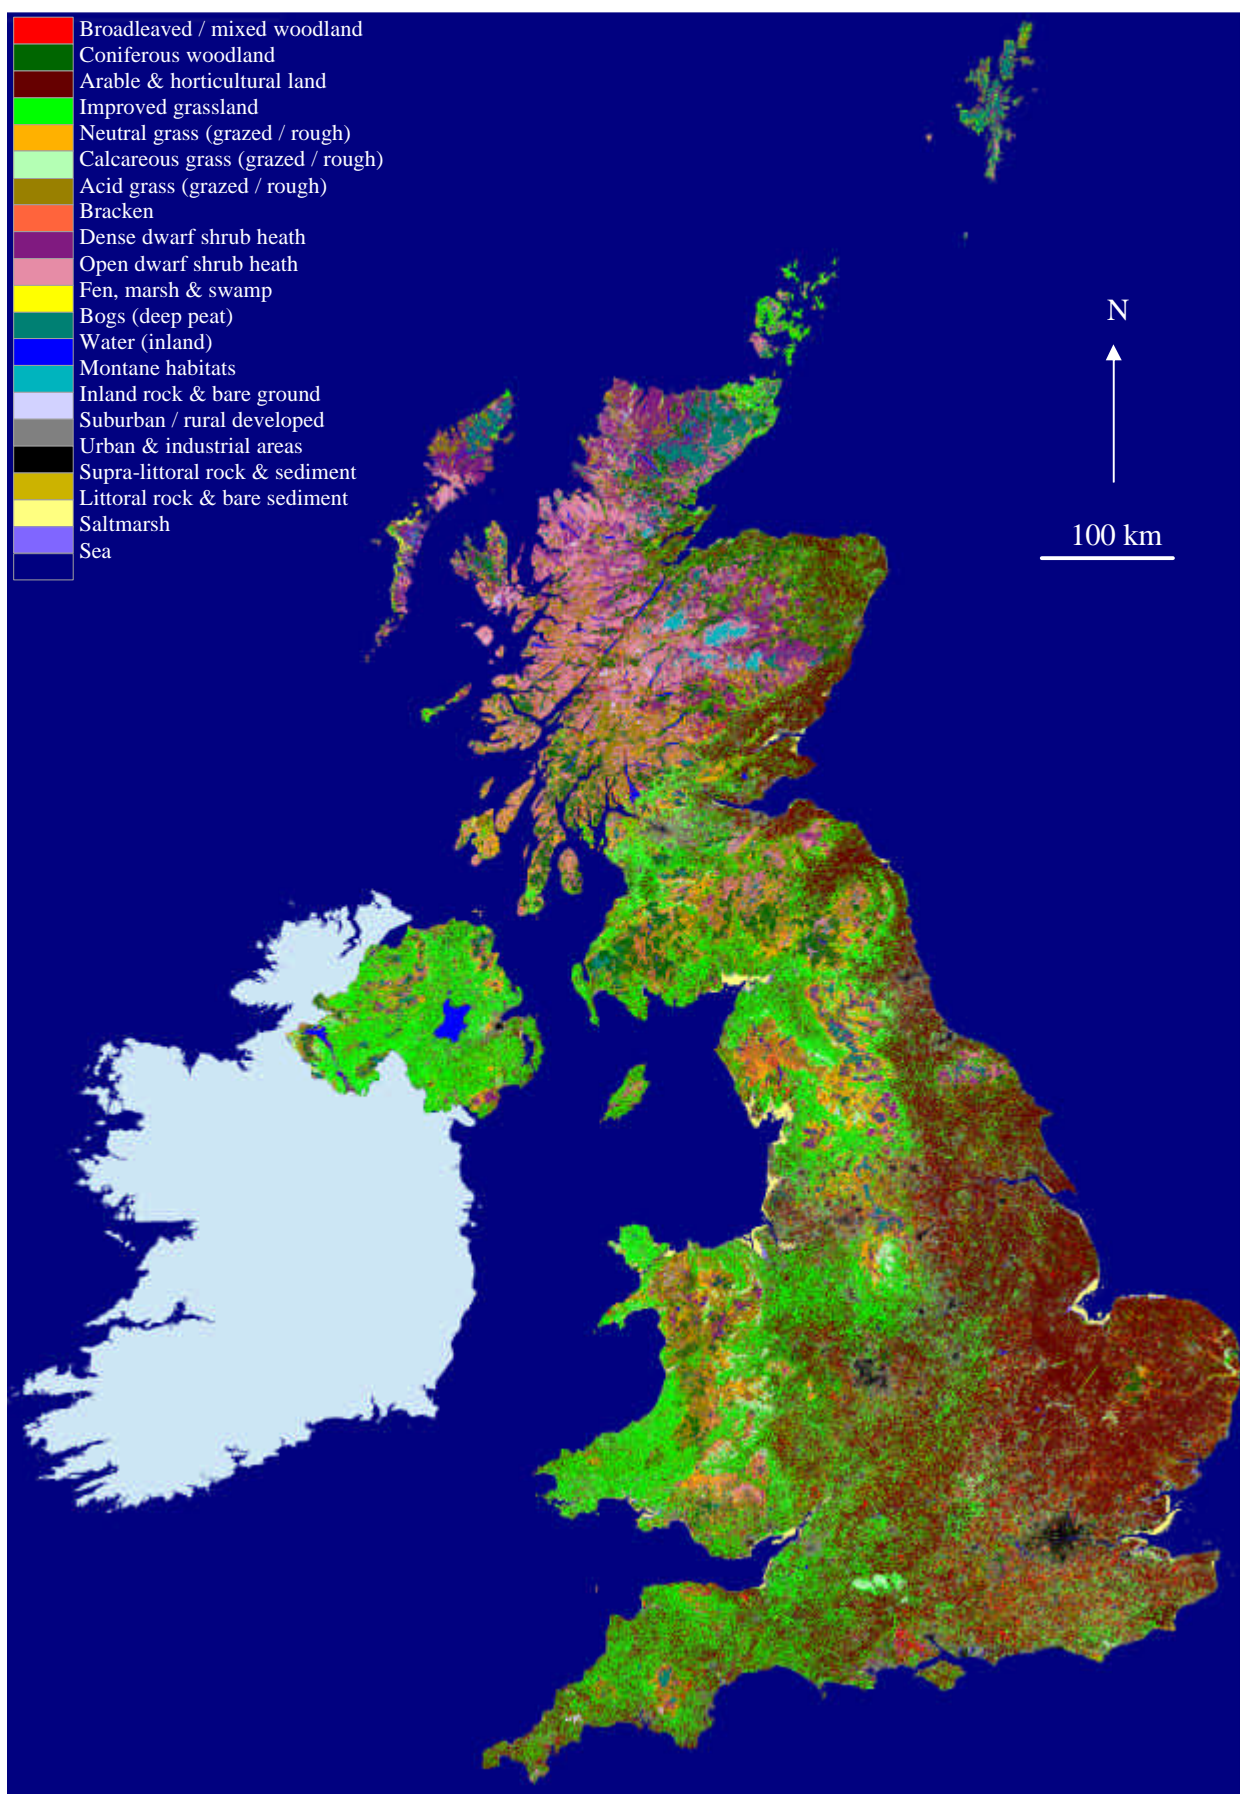 Broadleaved / mixed woodland
Coniferous woodland
Arable & horticultural land
Improved grassland
Neutral grass (grazed / rough)
Calcareous grass (grazed / rough)
Acid grass (grazed / rough)
Bracken
Dense dwarf shrub heath
Open dwarf shrub heath
Fen, marsh & swamp
Bogs (deep peat)
Water (inland)
Montane habitats
Inland rock & bare ground
Suburban / rural developed
Urban & industrial areas
Supra-littoral rock & sediment
Littoral rock & bare sediment
Saltmarsh
Sea
N
100 km